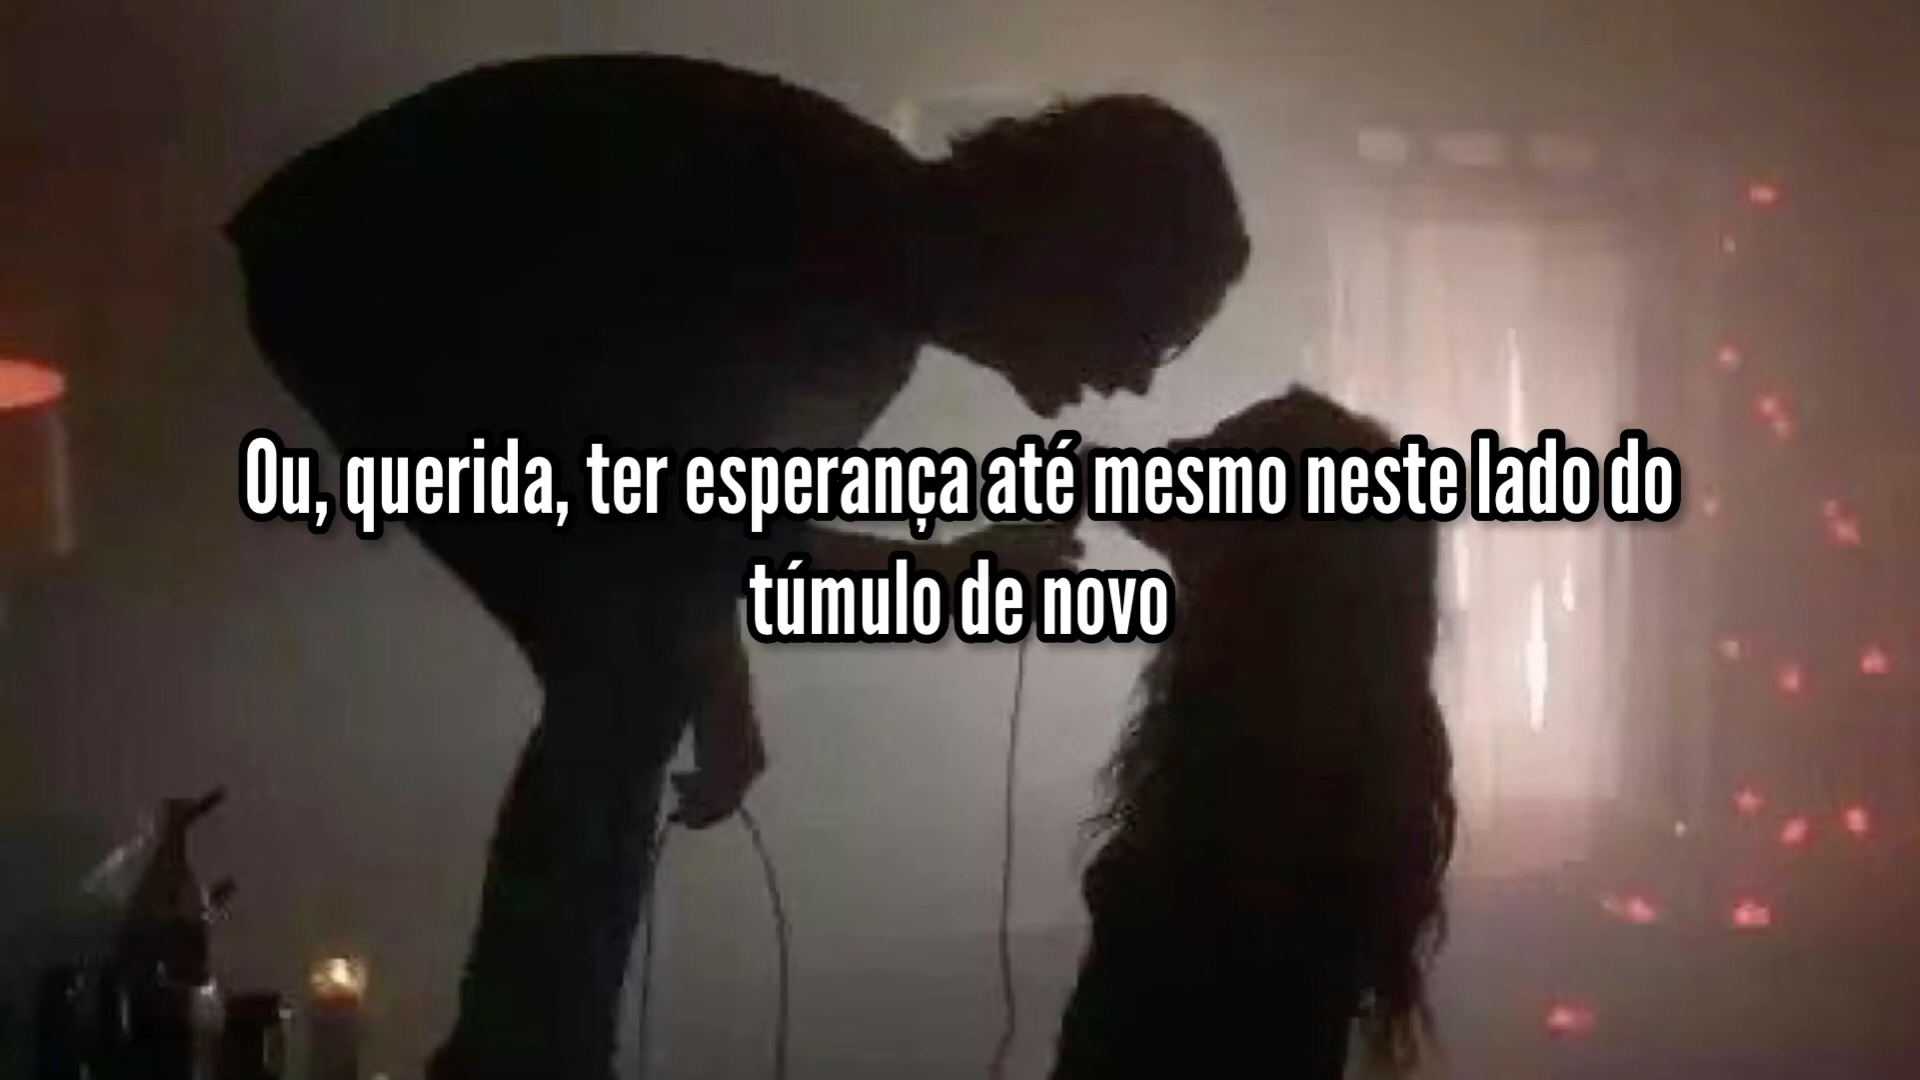 Ou, querida, ter esperança até mesmo neste lado do
túmulo de novo